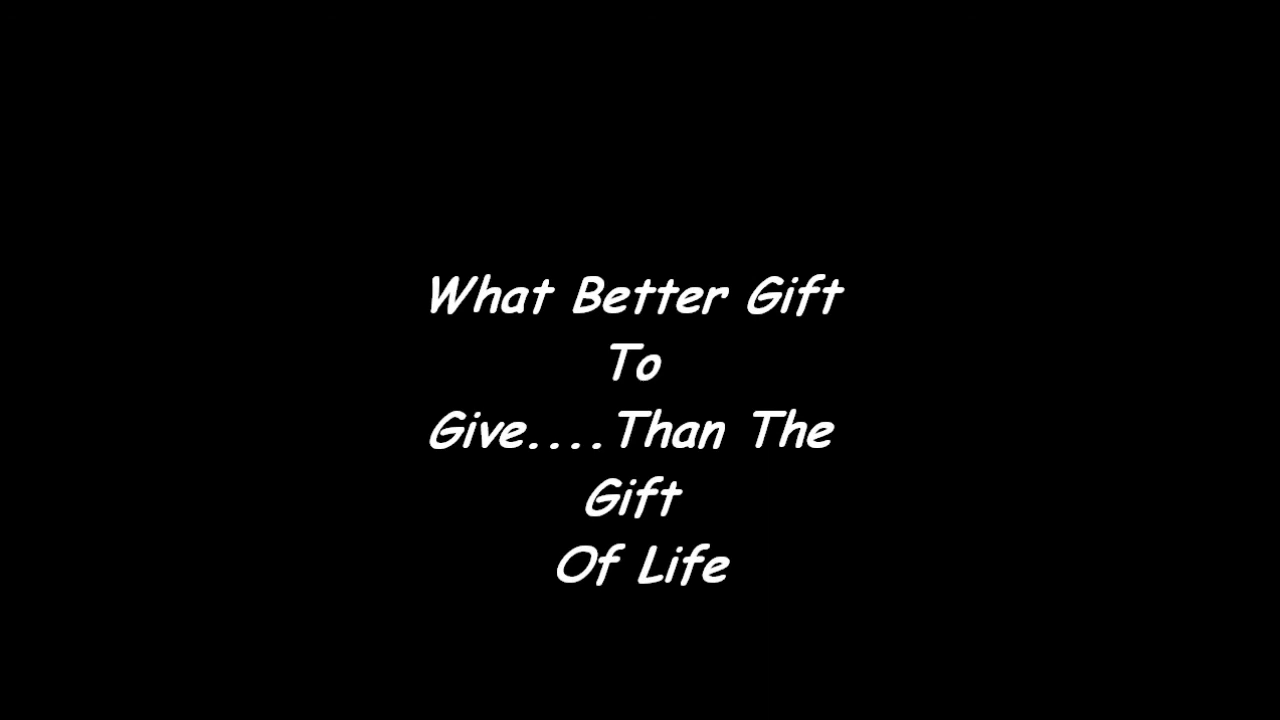 What Better Gift
To
Give....Than The
Gift
Of Life